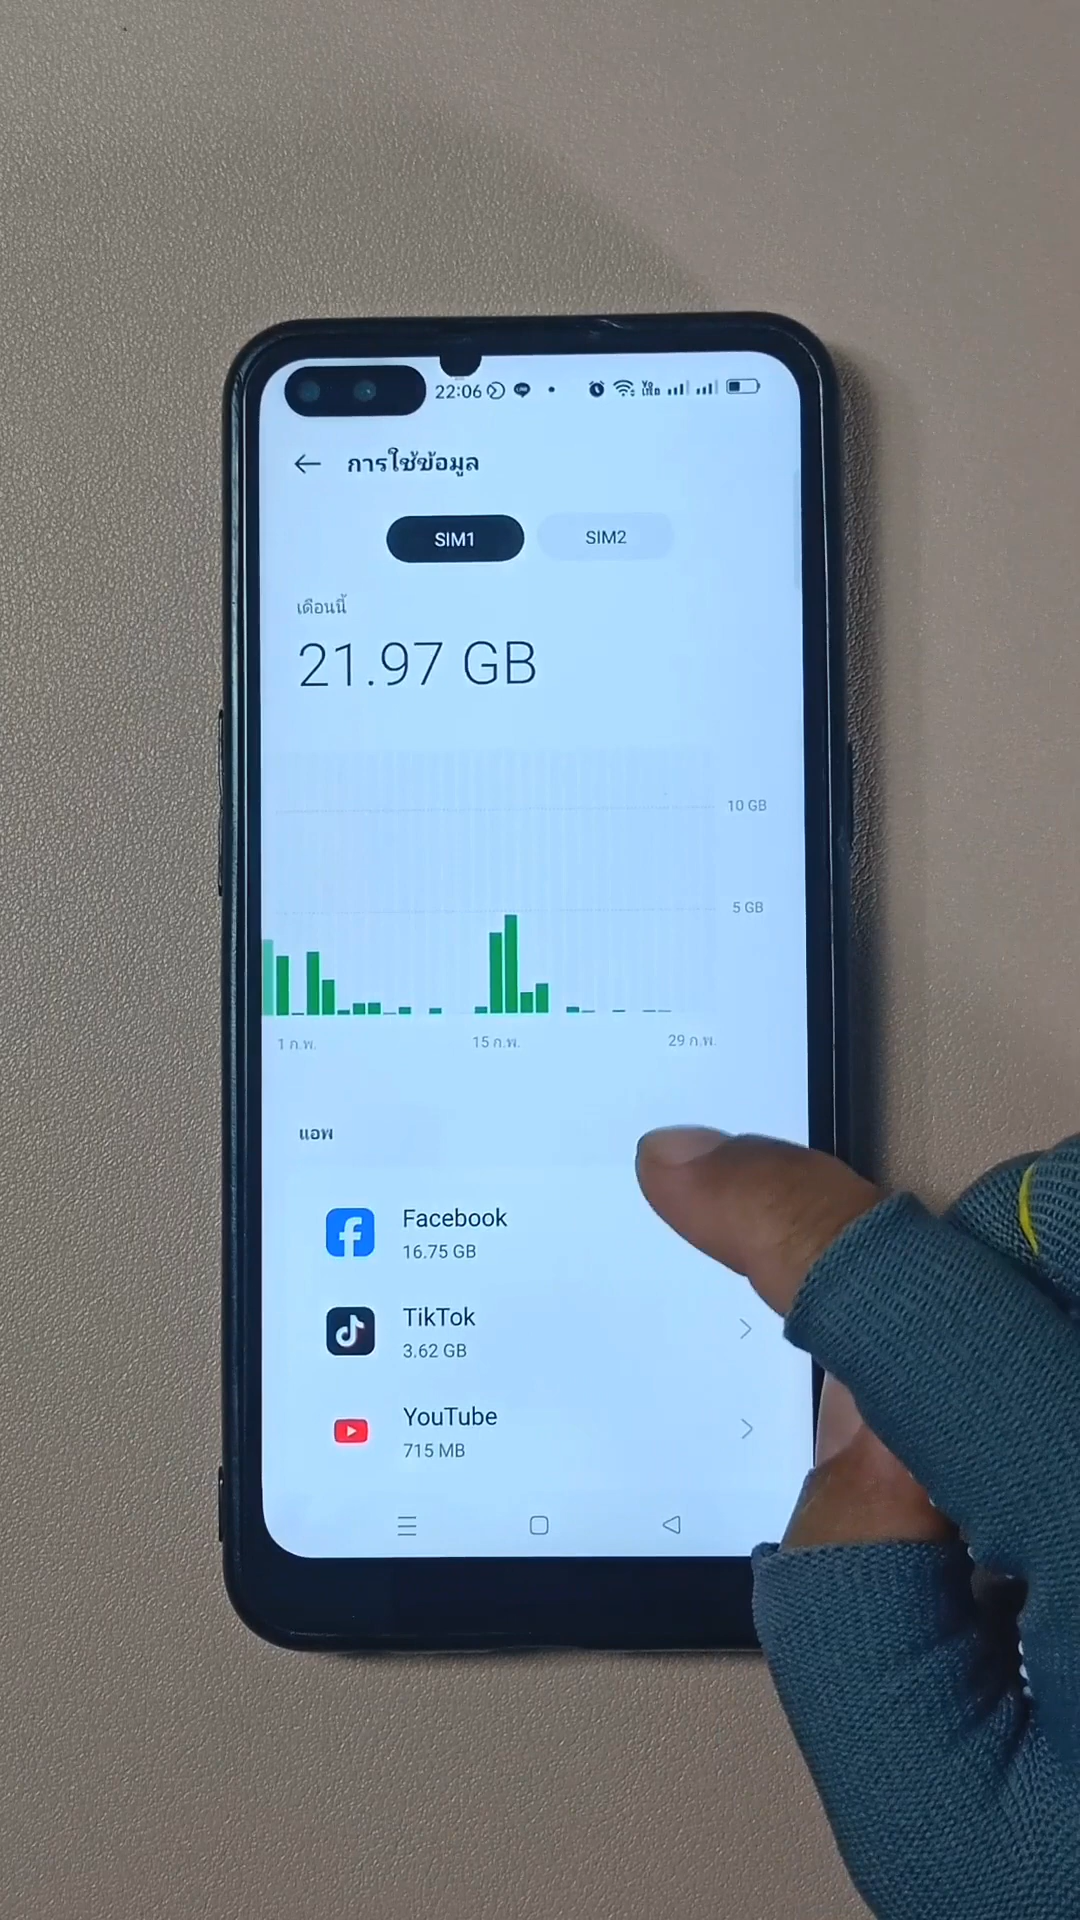 22:06
การใช้ข้อมูล
SIM1 SIM2
เดือนนี้
21.97 GB
10 GB
5 GB
1 ก.พ. 15 ก.พ. 29 ก.พ.
แอพ
Facebook
16.75 GB
TikTok
3.62 GB
YouTube
715 MB